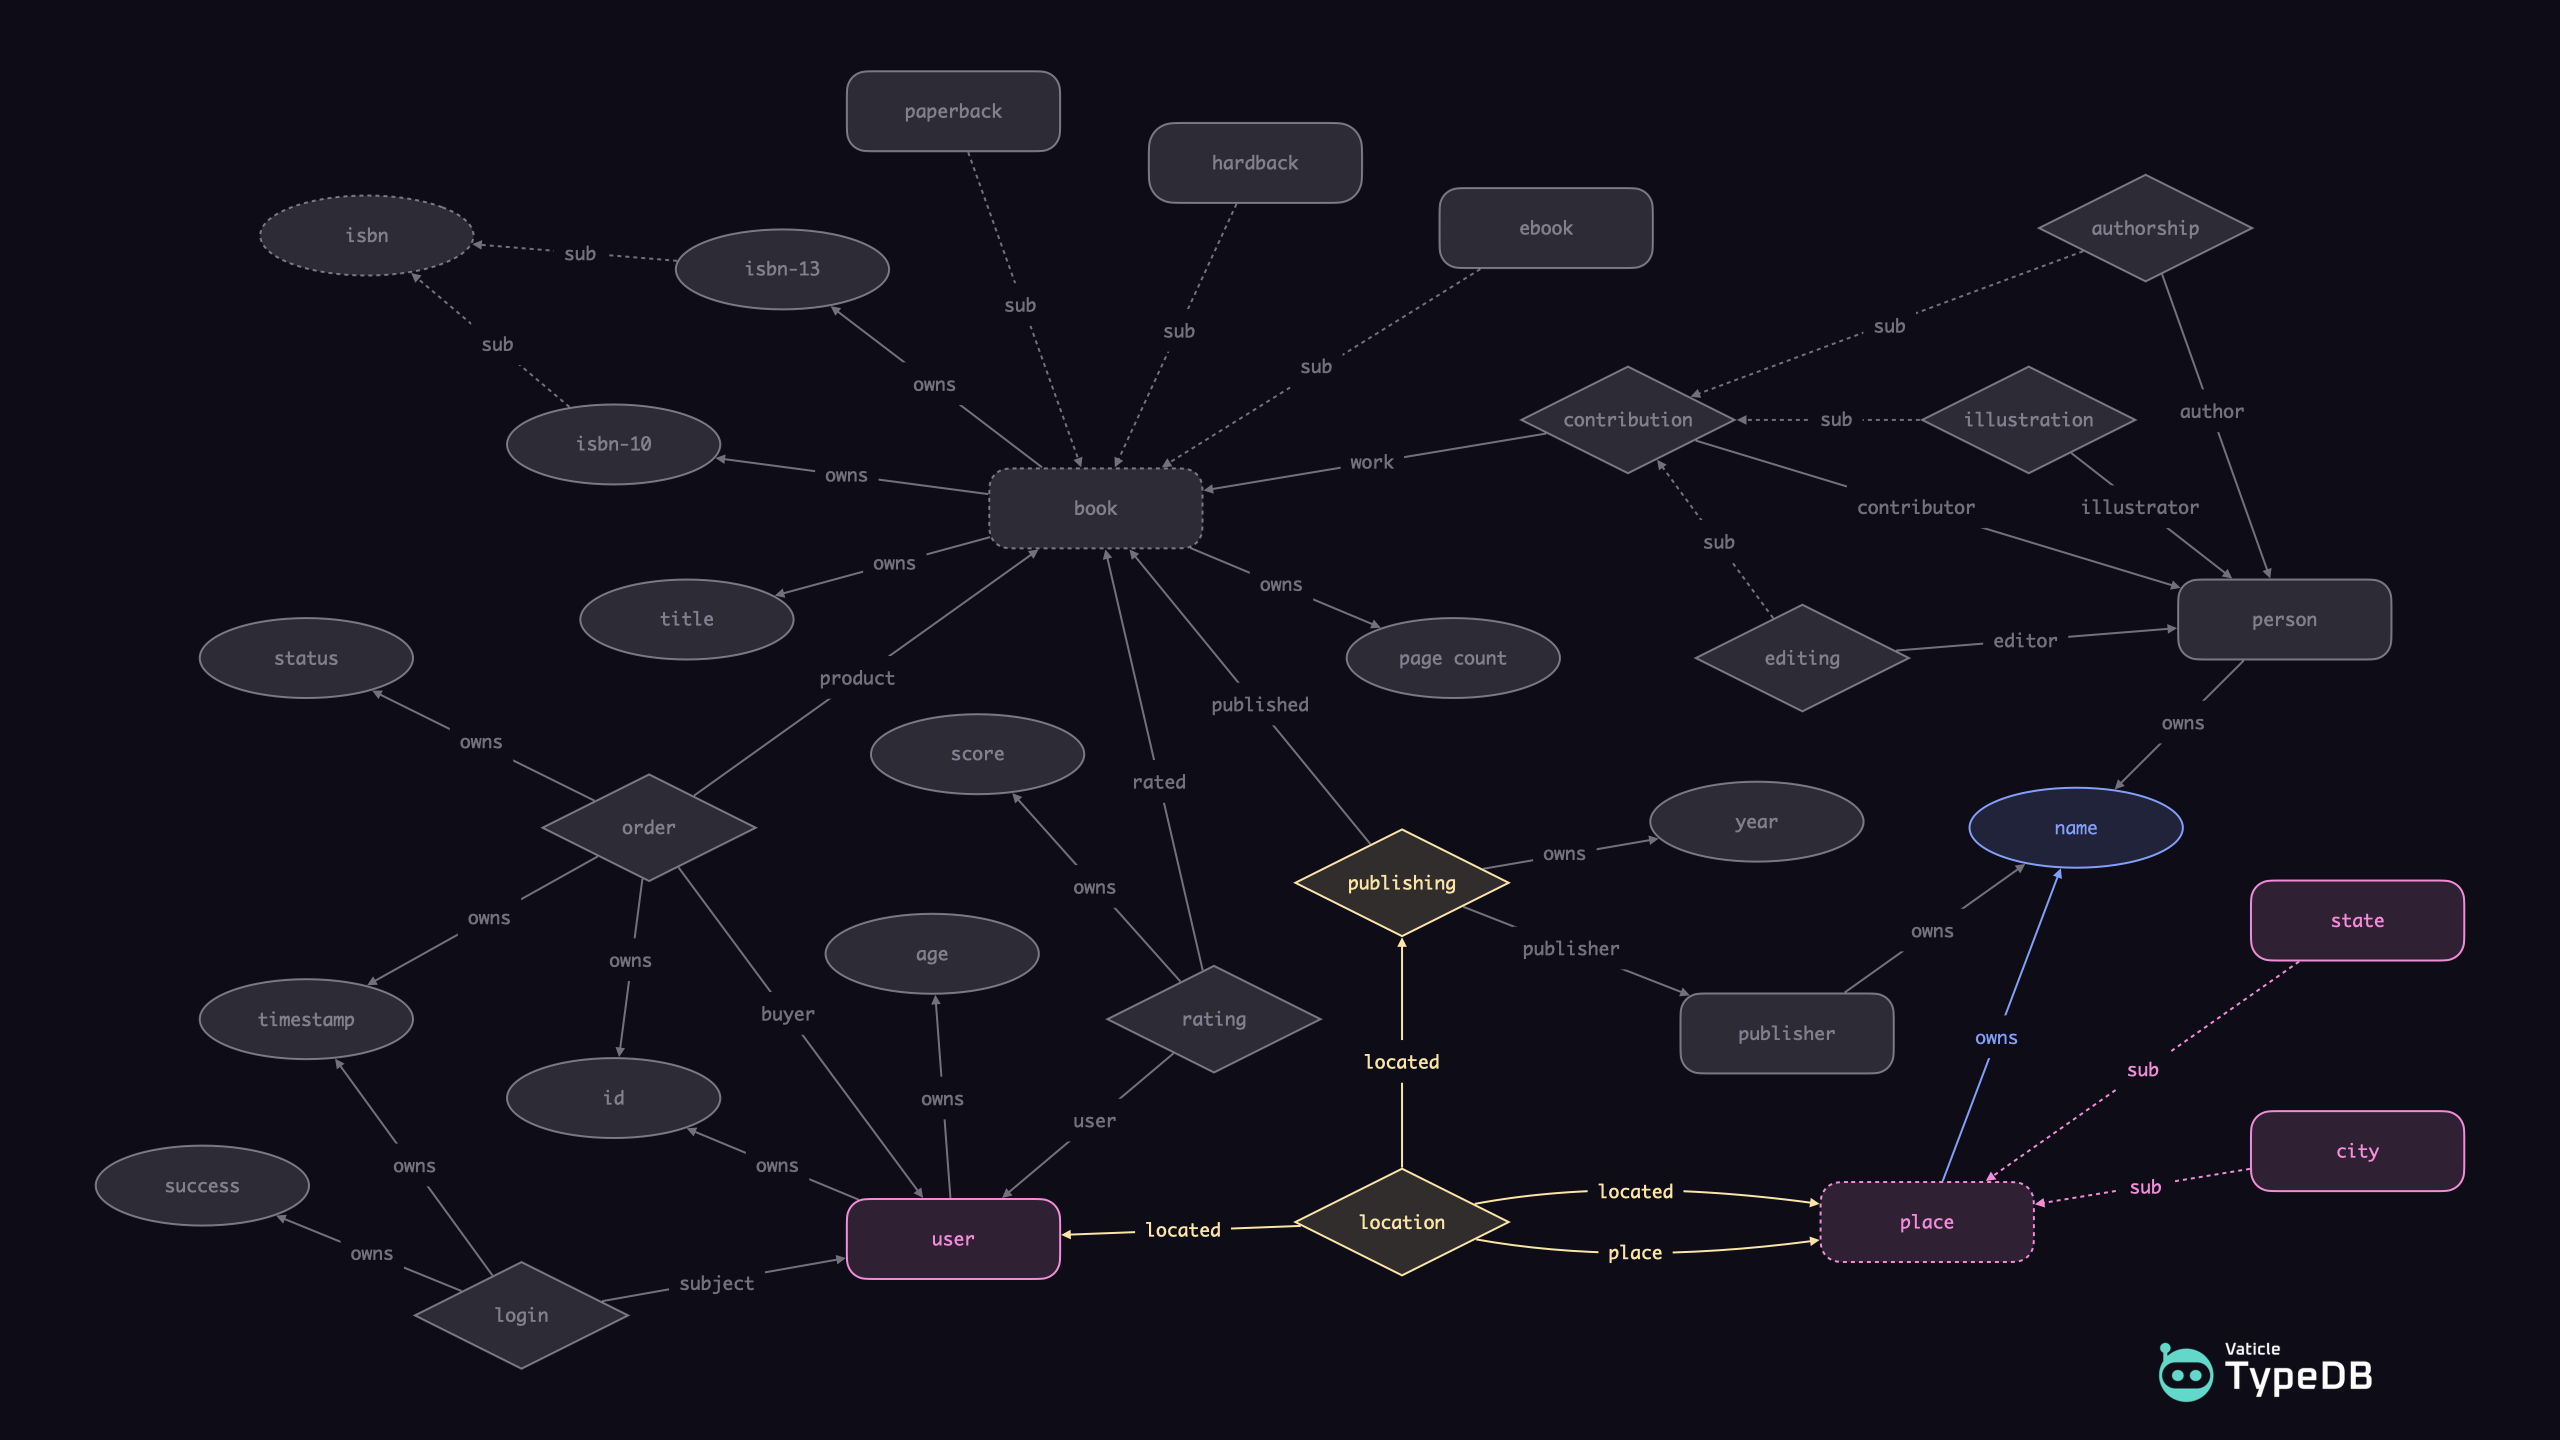 paperback
hardback
ebook
authorship
isbn
sub
isbn-13
sub
sub
sub
sub
sub
sub
owns
author
isbn-10
owns
contribution
sub
illustration
work
book
contributor
illustrator
sub
owns
title
owns
person
status
page count
editing
editor
product
published
owns
owns
score
rated
year
name
order
owns
publishing
owns
owns
state
owns
age
publisher
owns
owns
timestamp
buyer
rating
publisher
owns
located
sub
id
owns
user
owns
owns
city
success
sub
located
place
location
located
user
place
owns
subject
login
Vaticle
TypeDB